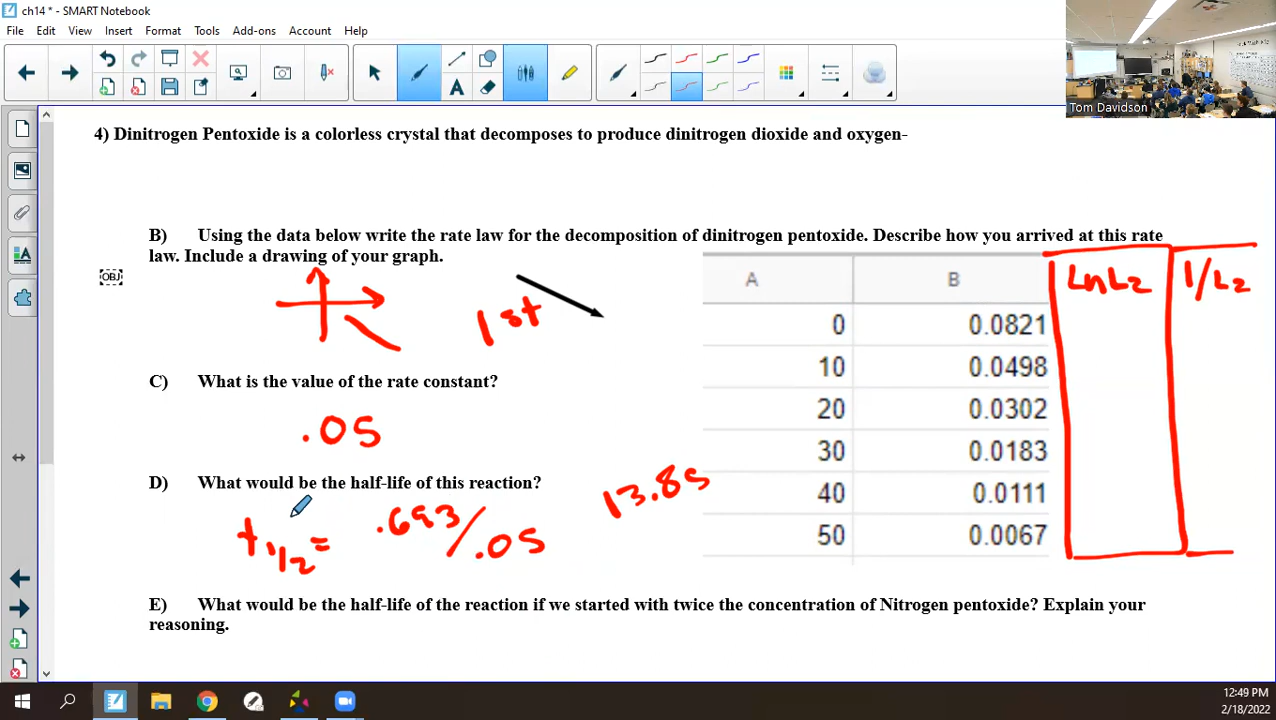 ch14 * - SMART Notebook
File Edit View Insert Format Tools Add-ons Account Help
A
Tom Davidson
4) Dinitrogen Pentoxide is a colorless crystal that decomposes to produce dinitrogen dioxide and oxygen-
B) Using the data below write the rate law for the decomposition of dinitrogen pentoxide. Describe how you arrived at this rate
law. Include a drawing of your graph.
OBJ
1st
A B LnL2 1/L2
0 0.0821
10 0.0498
20 0.0302
30 0.0183
40 0.0111
50 0.0067
C) What is the value of the rate constant?
.05
D) What would be the half-life of this reaction?
13.8s
t1/2= .693/.05
E) What would be the half-life of the reaction if we started with twice the concentration of Nitrogen pentoxide? Explain your
reasoning.
12:49 PM
2/18/2022